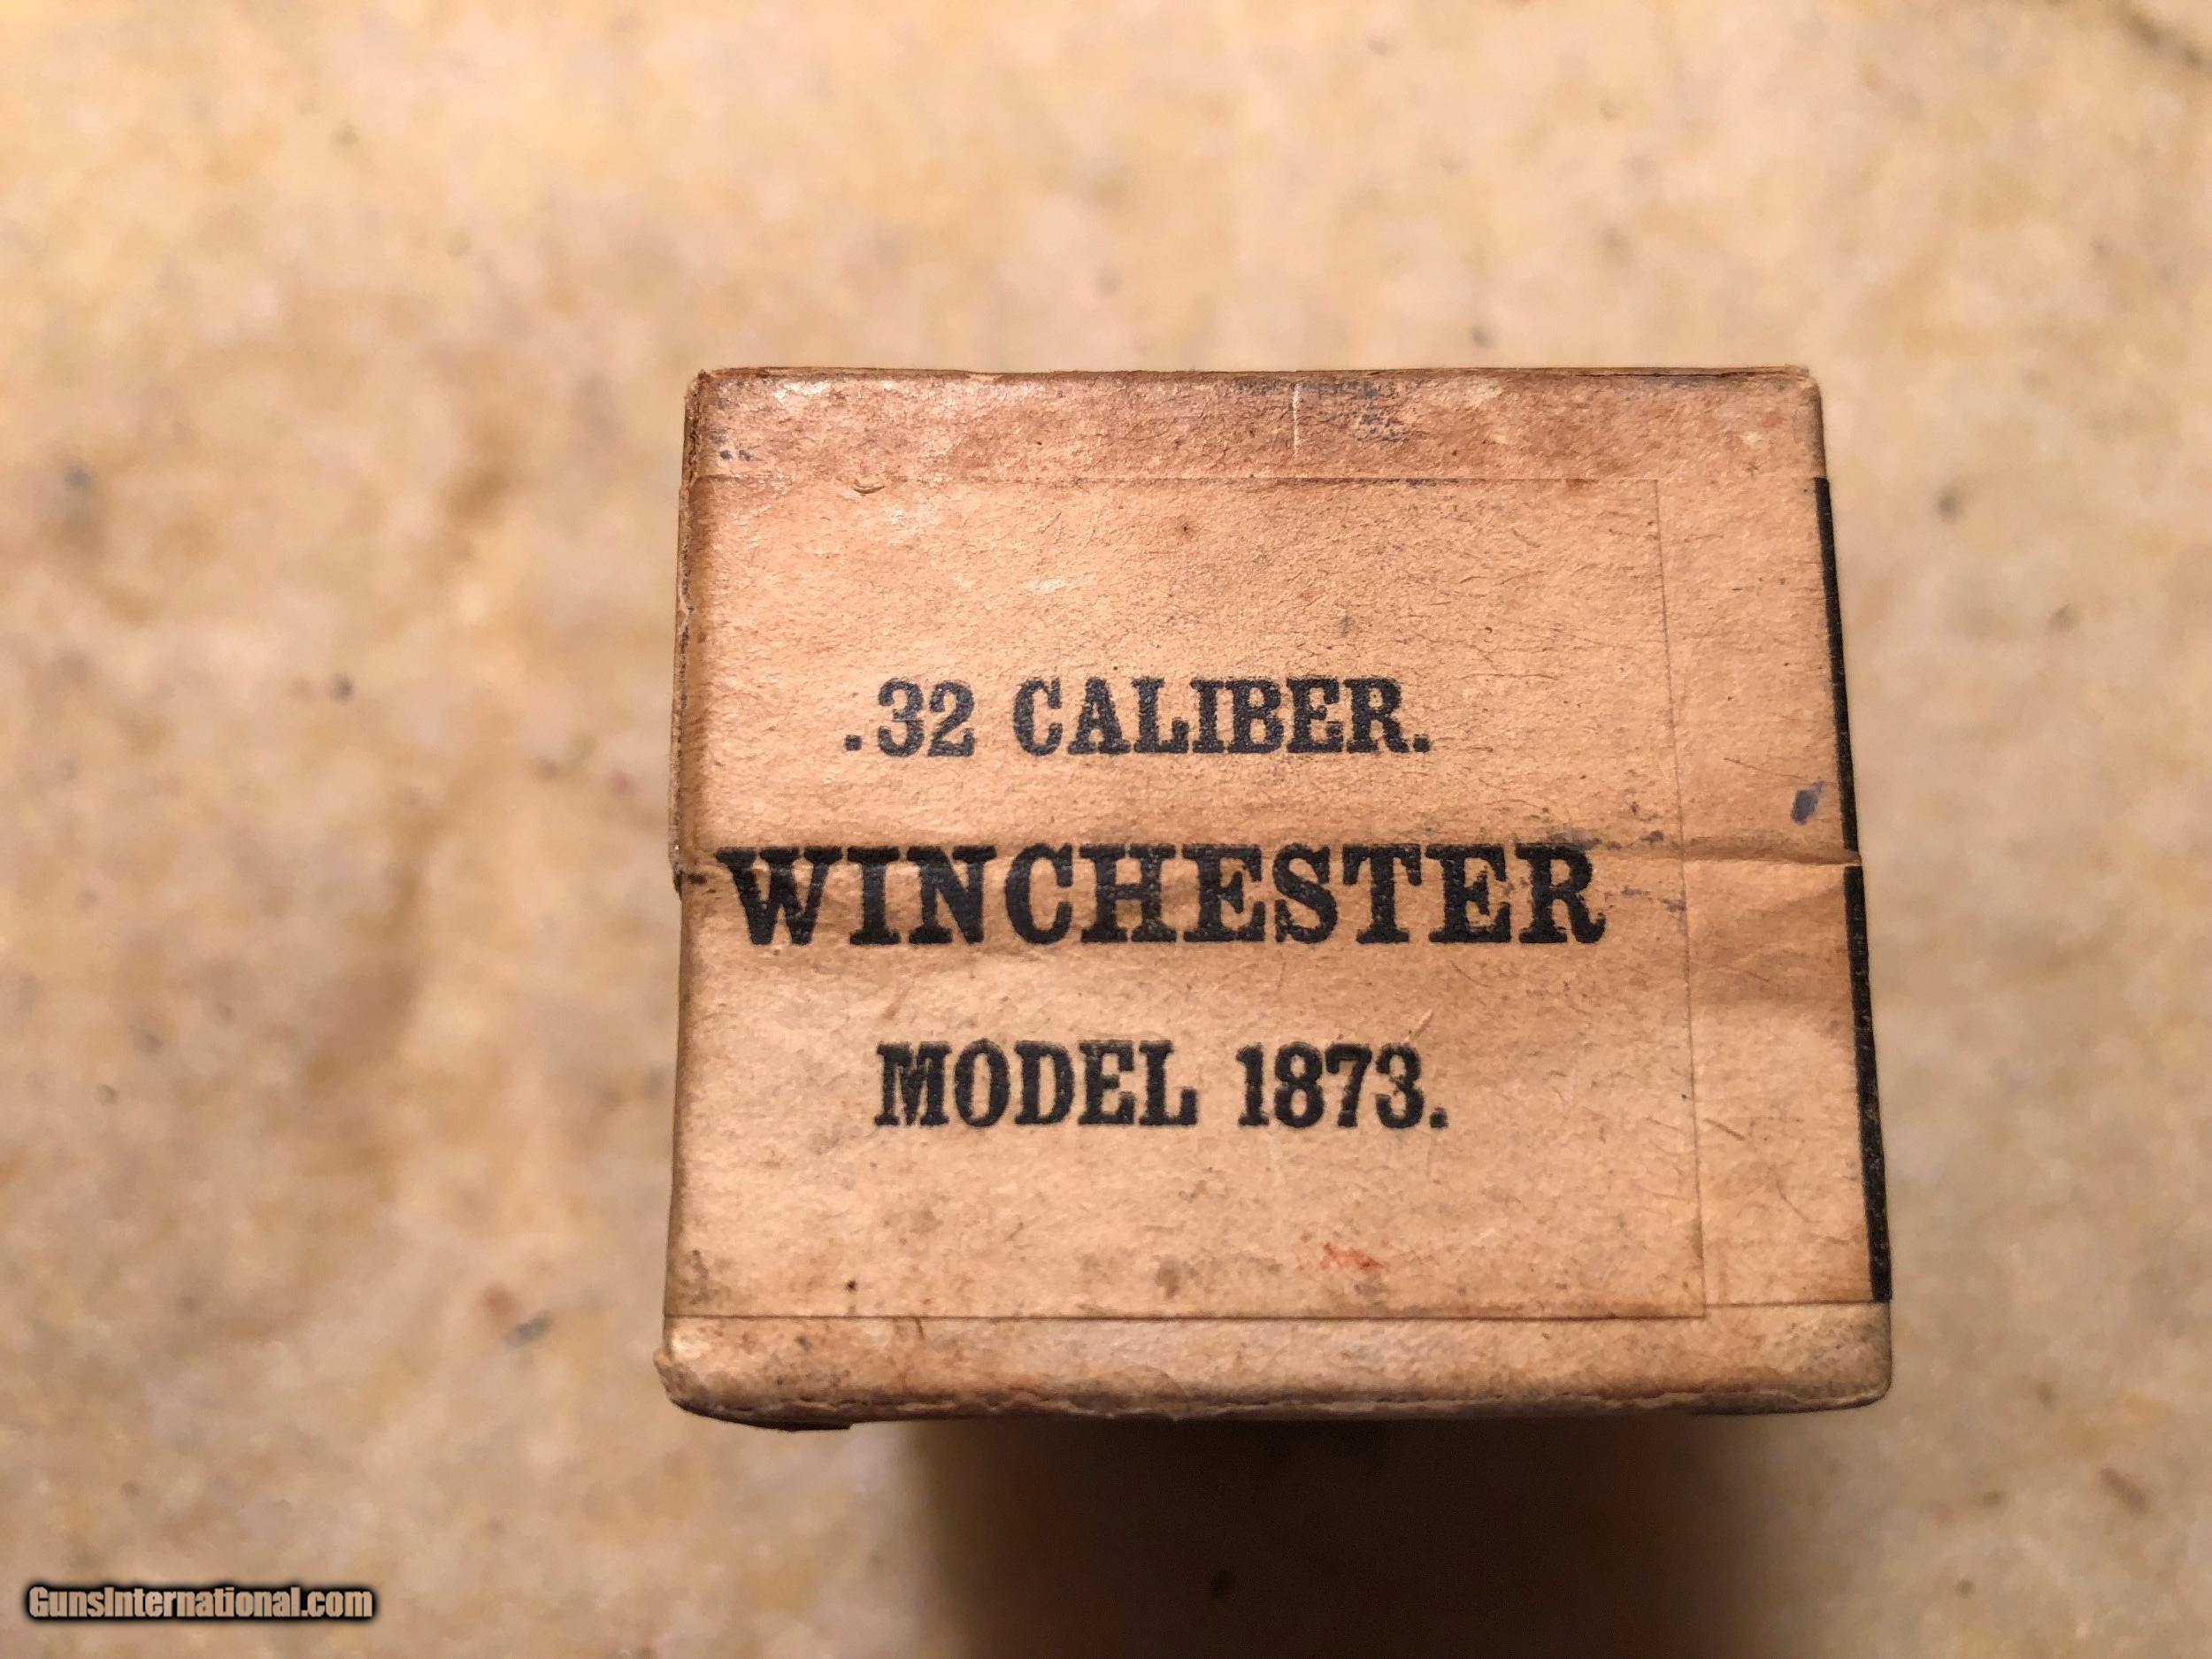 .32 CALIBER.
WINCHESTER
MODEL 1873.
GunsInternational.com